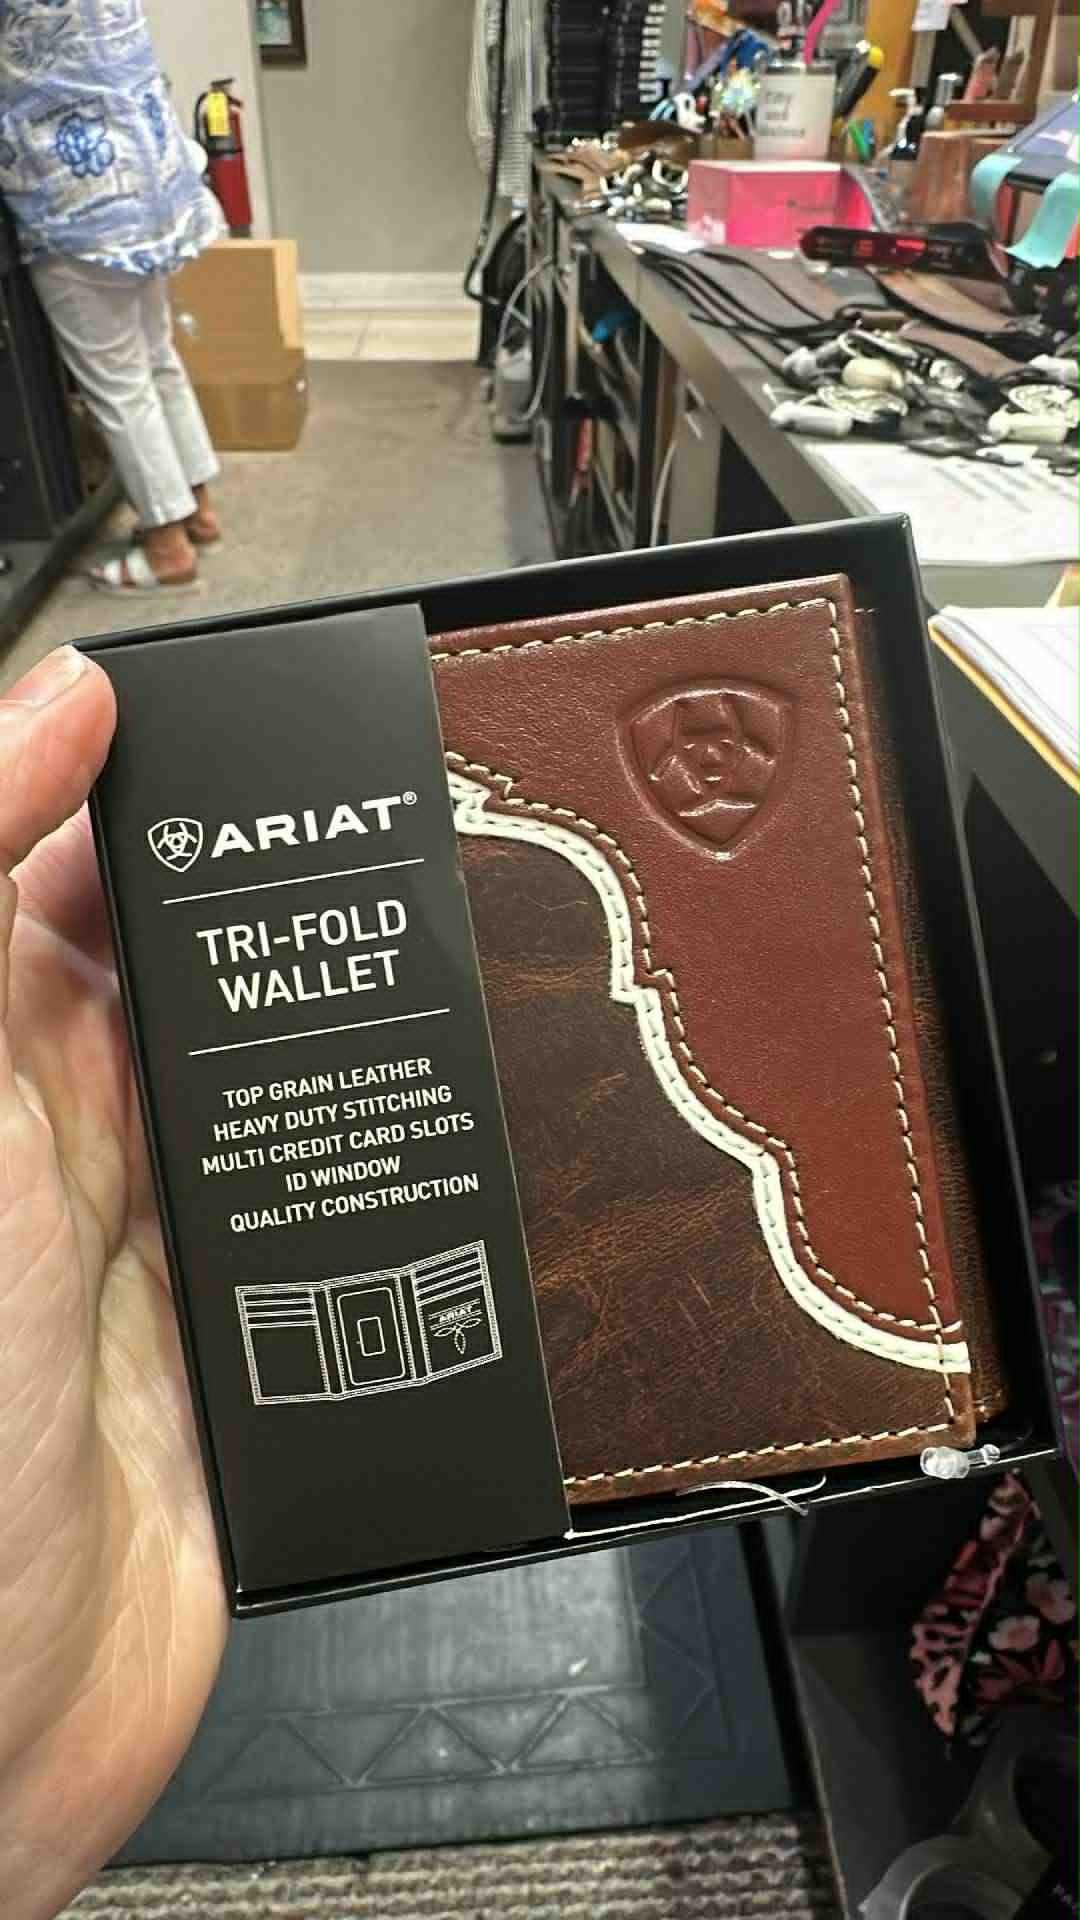 ARIAT®
TRI-FOLD
WALLET
TOP GRAIN LEATHER
HEAVY DUTY STITCHING
MULTI CREDIT CARD SLOTS
ID WINDOW
QUALITY CONSTRUCTION
ARIAT